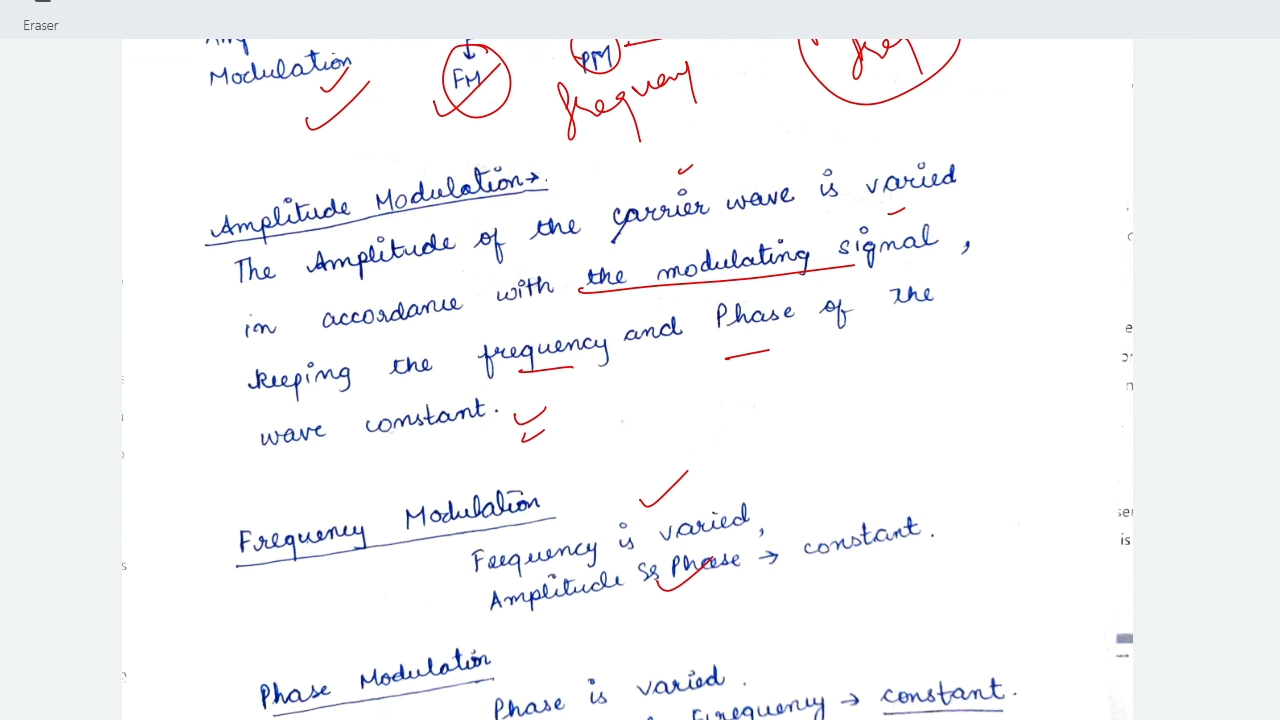 Eraser
Modulation
FM
PM
frequency
Amplitude Modulation→.
The Amplitude of the carrier wave is varied
in accordance with the modulating signal,
keeping the frequency and Phase of the
wave constant.
Frequency Modulation
Frequency is varied,
Amplitude & Phase → constant.
Phase Modulation
Phase is varied.
Frequency → constant.